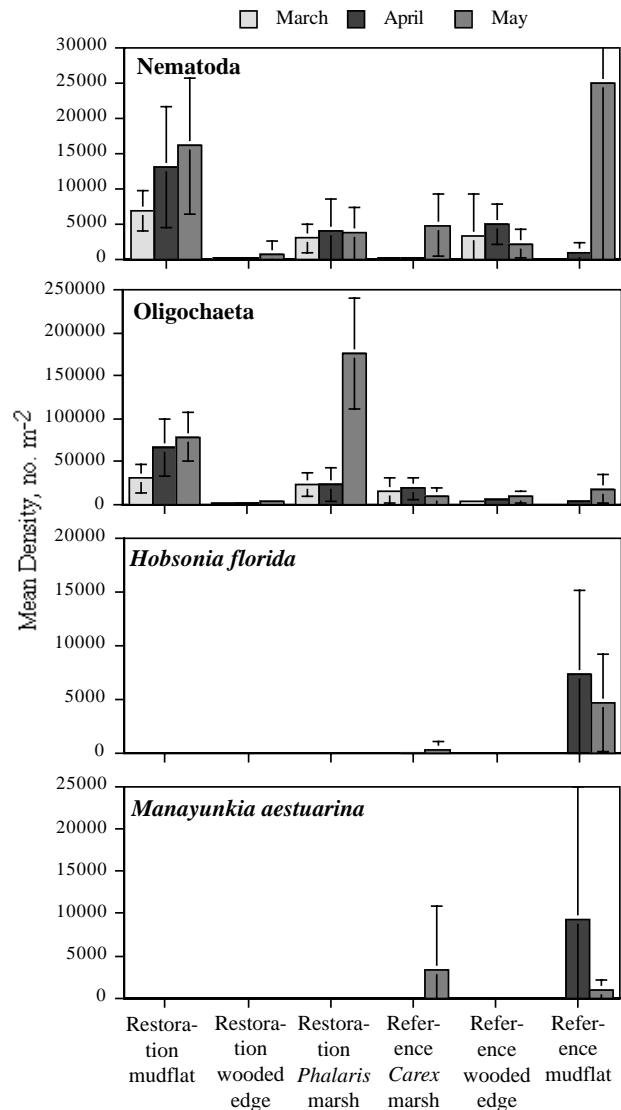 March April May
Nematoda
30000
25000
20000
15000
10000
5000
0
Oligochaeta
250000
200000
150000
100000
50000
0
Hobsonia florida
20000
15000
10000
5000
0
Manayunkia aestuarina
25000
20000
15000
10000
5000
0
Mean Density, no. m-2
Restora-
tion
mudflat
Restora-
tion
wooded
edge
Restora-
tion
Phalaris
marsh
Refer-
ence
Carex
marsh
Refer-
ence
wooded
edge
Refer-
ence
mudflat